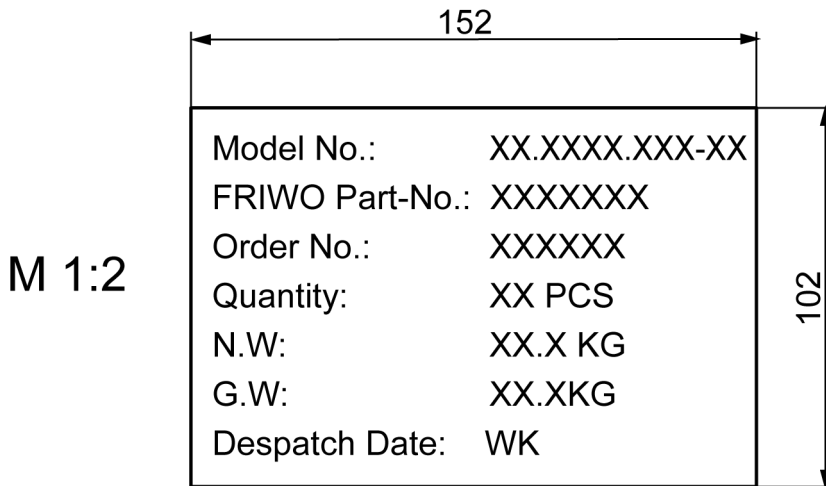 152
Model No.: XX.XXXX.XXX-XX
FRIWO Part-No.: XXXXXXX
Order No.: XXXXXX
M 1:2
Quantity: XX PCS
102
N.W: XX.X KG
G.W: XX.XKG
Despatch Date: WK